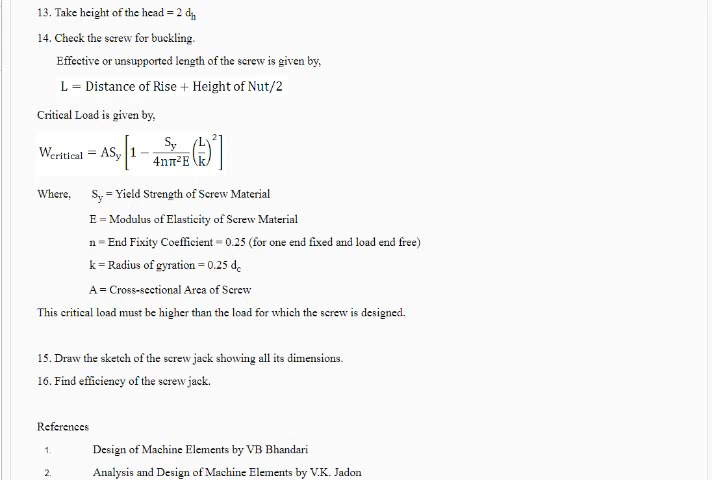 13. Take height of the head = 2 dh
14. Check the screw for buckling.
Effective or unsupported length of the screw is given by,
L = Distance of Rise + Height of Nut/2
Critical Load is given by,
Wcritical = ASy [1 − Sy/4nπ²E (L/k)²]
Where, Sy = Yield Strength of Screw Material
E = Modulus of Elasticity of Screw Material
n = End Fixity Coefficient = 0.25 (for one end fixed and load end free)
k = Radius of gyration = 0.25 dc
A = Cross-sectional Area of Screw
This critical load must be higher than the load for which the screw is designed.
15. Draw the sketch of the screw jack showing all its dimensions.
16. Find efficiency of the screw jack.
References
1. Design of Machine Elements by VB Bhandari
2. Analysis and Design of Machine Elements by V.K. Jadon